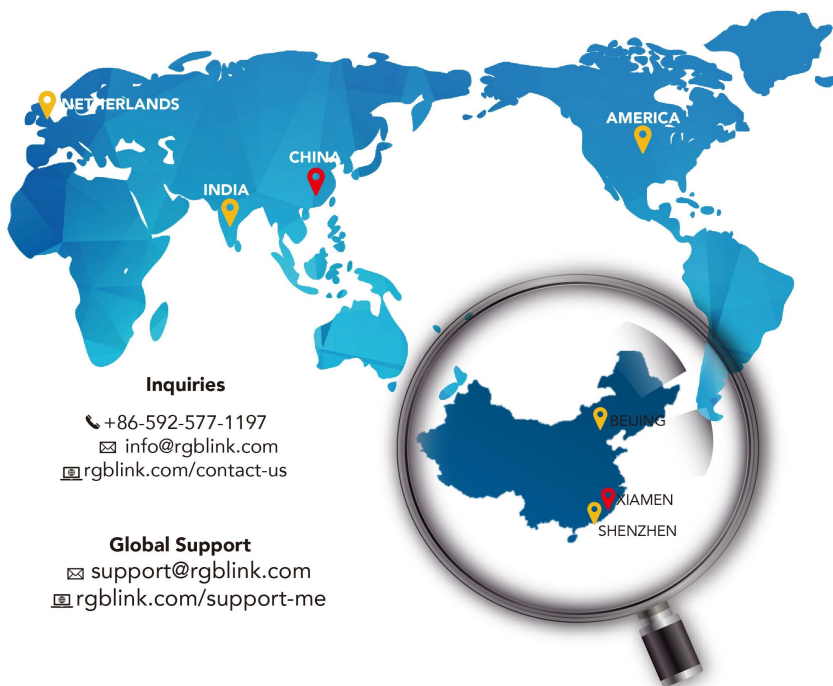 NETHERLANDS
AMERICA
CHINA
INDIA
Inquiries
+86-592-577-1197
info@rgblink.com
rgblink.com/contact-us
BEIJING
XIAMEN
SHENZHEN
Global Support
support@rgblink.com
rgblink.com/support-me